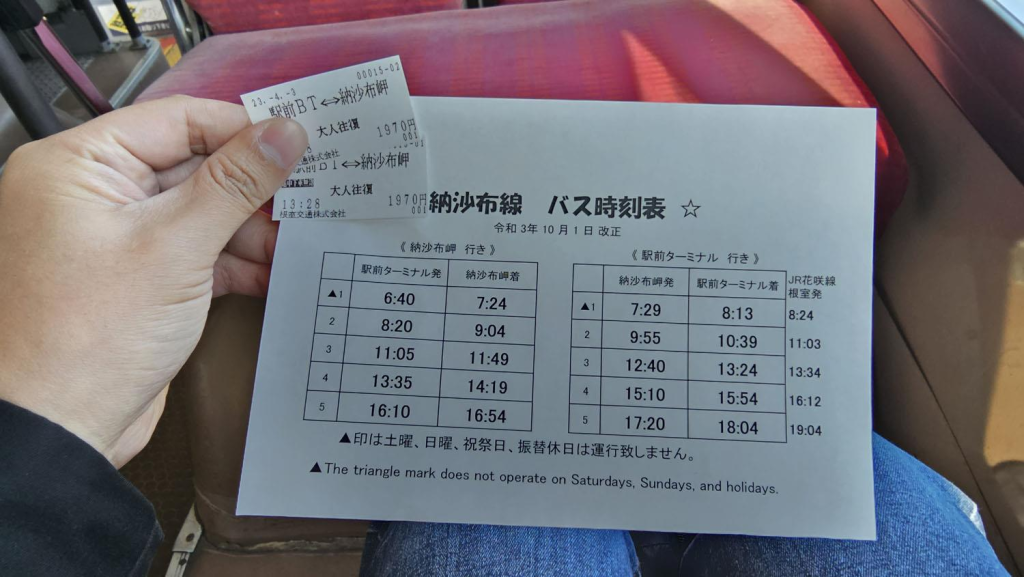 00015-02
23.-4.-3
駅前BT⇔納沙布岬
大人往復 1970円
001
交通株式会社
駅前BT⇔納沙布岬
大人往復
13:28 1970円
001
根室交通株式会社
納沙布線 バス時刻表 ☆
令和3年10月1日 改正
《 納沙布岬 行き 》
駅前ターミナル発 納沙布岬着
▲1 6:40 7:24
2 8:20 9:04
3 11:05 11:49
4 13:35 14:19
5 16:10 16:54
《 駅前ターミナル 行き 》
納沙布岬発 駅前ターミナル着 JR花咲線 根室発
▲1 7:29 8:13 8:24
2 9:55 10:39 11:03
3 12:40 13:24 13:34
4 15:10 15:54 16:12
5 17:20 18:04 19:04
▲印は土曜、日曜、祝祭日、振替休日は運行致しません。
▲The triangle mark does not operate on Saturdays, Sundays, and holidays.